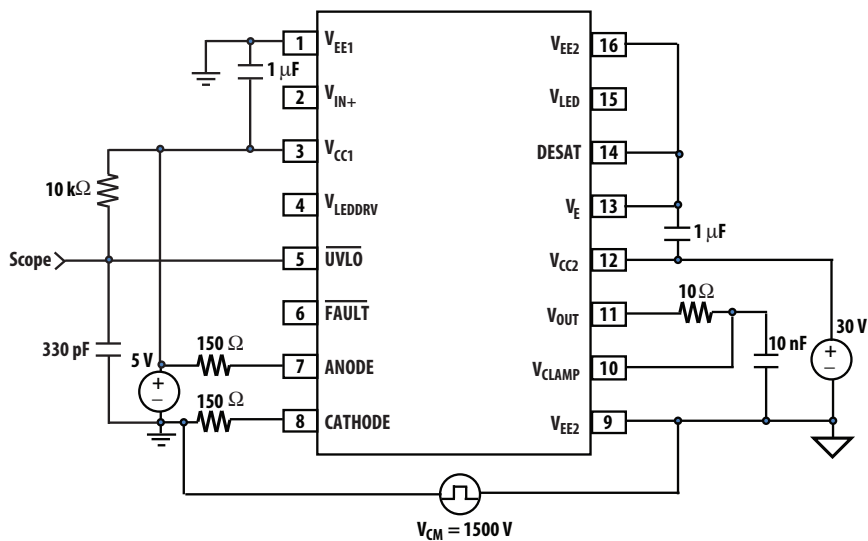 1 V_EE1
2 V_IN+
3 V_CC1
4 V_LEDDRV
5 U̅V̅L̅O̅
6 F̅A̅U̅L̅T̅
7 ANODE
8 CATHODE
V_EE2 16
V_LED 15
DESAT 14
V_E 13
V_CC2 12
V_OUT 11
V_CLAMP 10
V_EE2 9
1 μF
10 kΩ
Scope
330 pF
5 V
+
−
150 Ω
150 Ω
1 μF
10 Ω
10 nF
30 V
+
−
V_CM = 1500 V